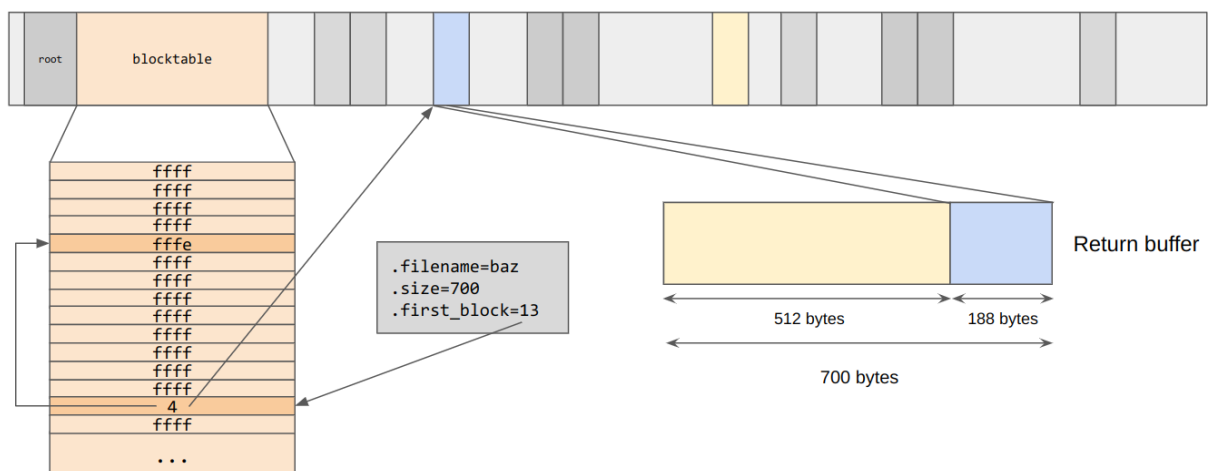 root
blocktable
ffff
ffff
ffff
ffff
fffe
ffff
ffff
ffff
ffff
ffff
ffff
ffff
ffff
4
ffff
...
.filename=baz
.size=700
.first_block=13
Return buffer
512 bytes
188 bytes
700 bytes